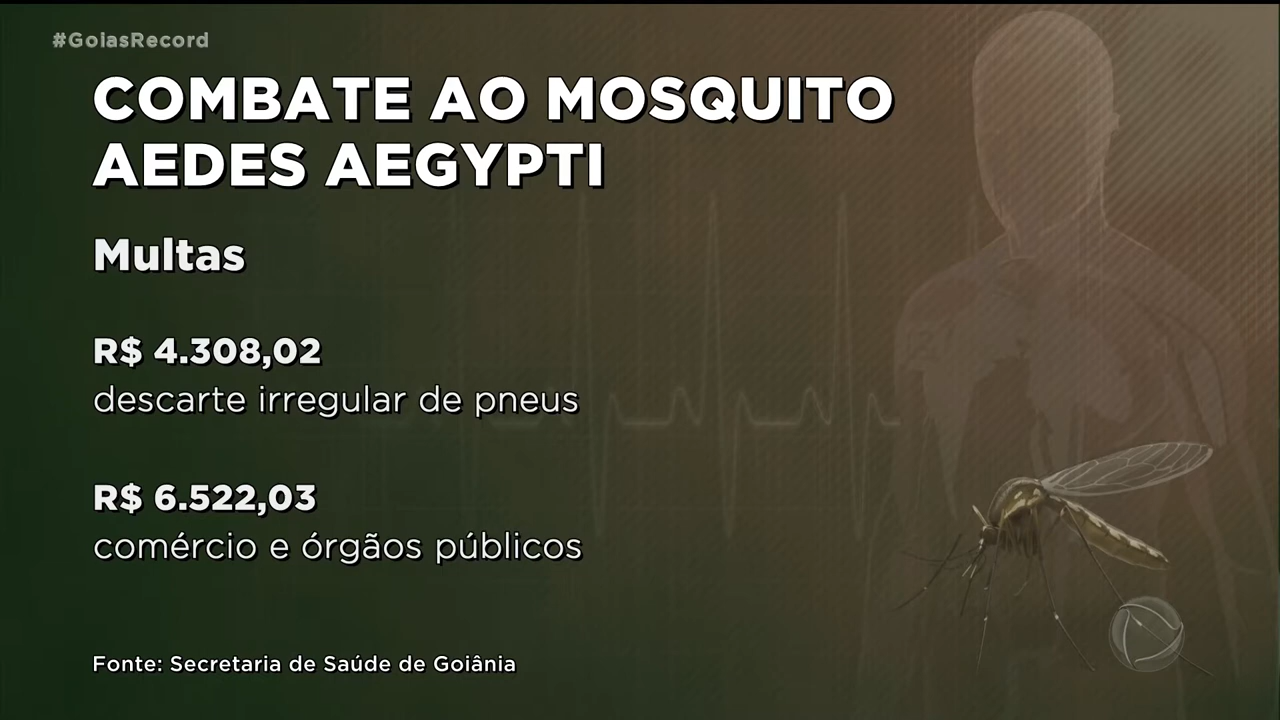 #GoiasRecord
COMBATE AO MOSQUITO
AEDES AEGYPTI
Multas
R$ 4.308,02
descarte irregular de pneus
R$ 6.522,03
comércio e órgãos públicos
Fonte: Secretaria de Saúde de Goiânia